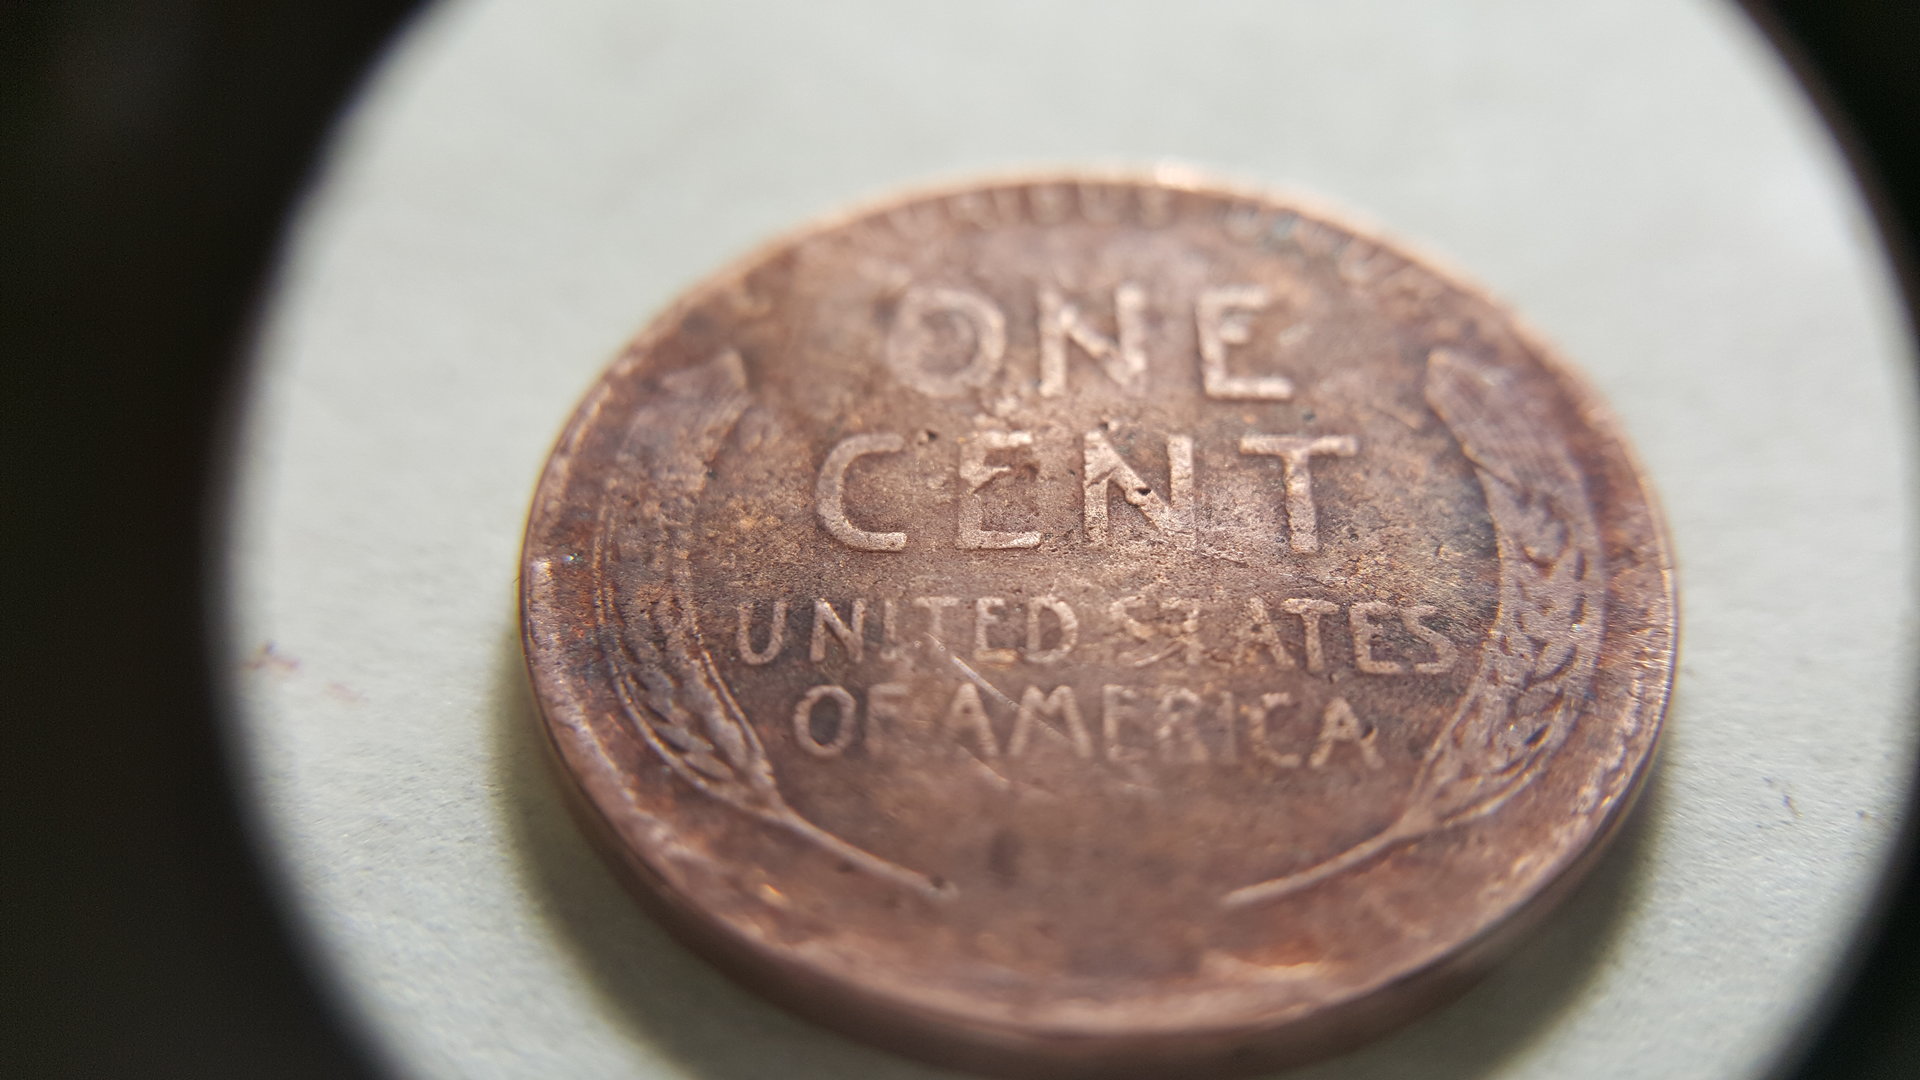 ONE
CENT
UNITED STATES
OF AMERICA